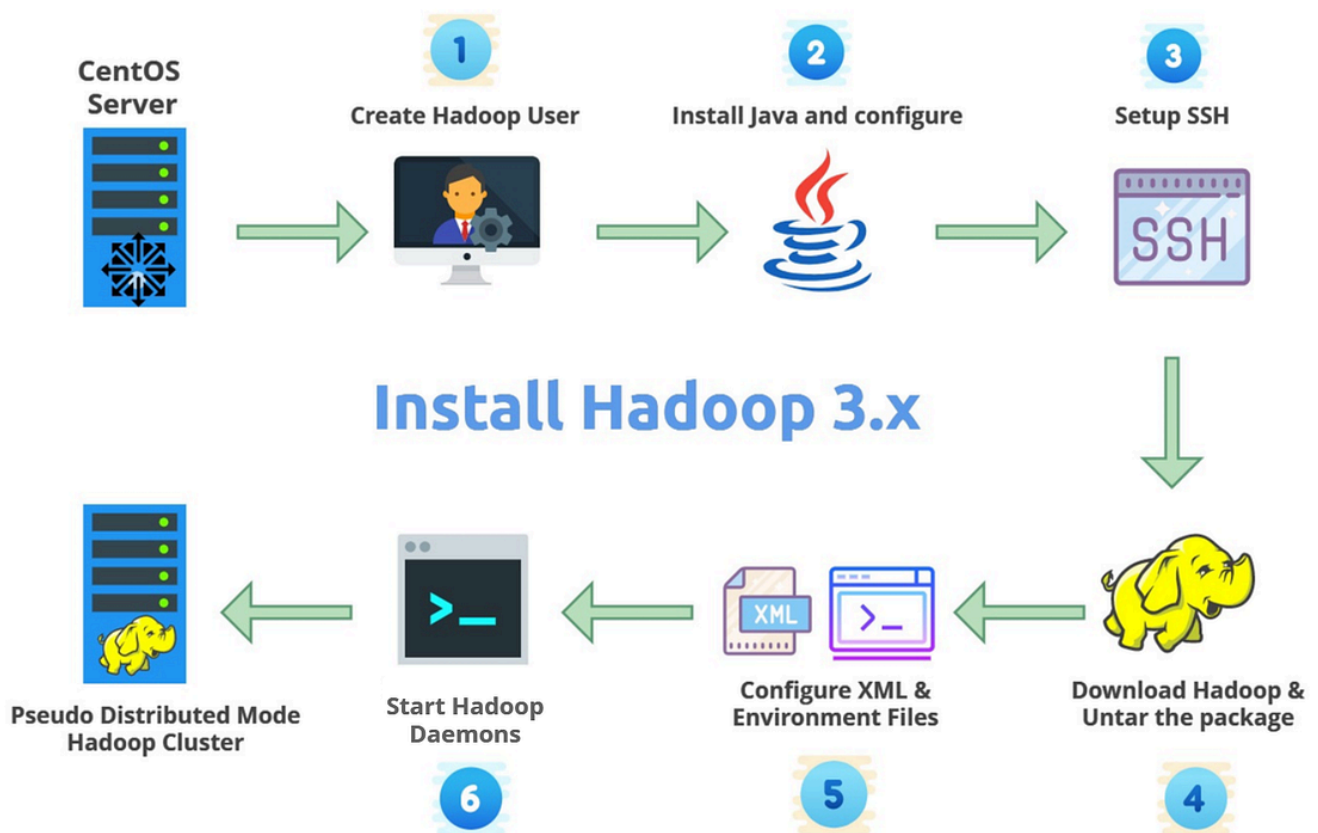 CentOS
Server
1
Create Hadoop User
2
Install Java and configure
3
Setup SSH
SSH
Install Hadoop 3.x
Download Hadoop &
Untar the package
4
XML
>_
Configure XML &
Environment Files
5
>_
Start Hadoop
Daemons
6
Pseudo Distributed Mode
Hadoop Cluster